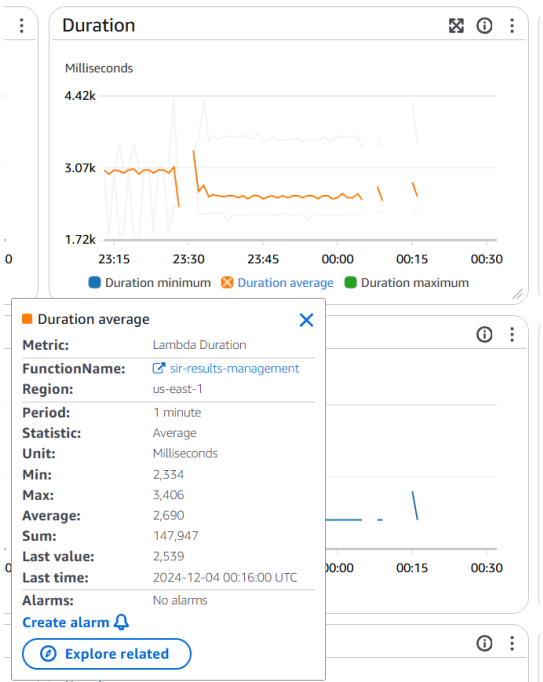 Duration
Milliseconds
4.42k
3.07k
1.72k
0
23:15 23:30 23:45 00:00 00:15 00:30
Duration minimum Duration average Duration maximum
Duration average
Metric: Lambda Duration
FunctionName: sir-results-management
Region: us-east-1
Period: 1 minute
Statistic: Average
Unit: Milliseconds
Min: 2,334
Max: 3,406
Average: 2,690
Sum: 147,947
Last value: 2,539
Last time: 2024-12-04 00:16:00 UTC
Alarms: No alarms
Create alarm
Explore related
0
00:00 00:15 00:30